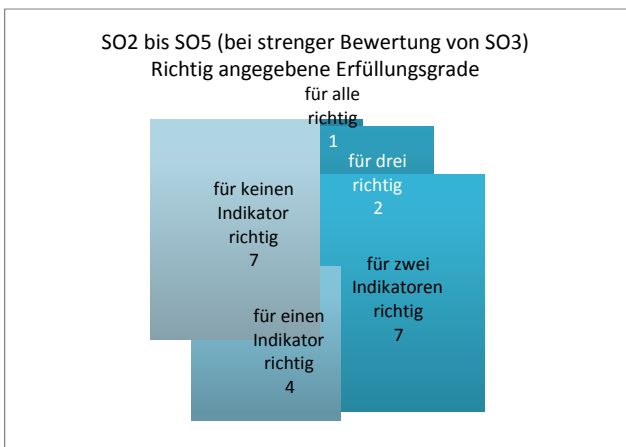 SO2 bis SO5 (bei strenger Bewertung von SO3)
Richtig angegebene Erfüllungsgrade
für alle
richtig
1
für drei
richtig
2
für keinen
Indikator
richtig
7
für zwei
Indikatoren
richtig
7
für einen
Indikator
richtig
4